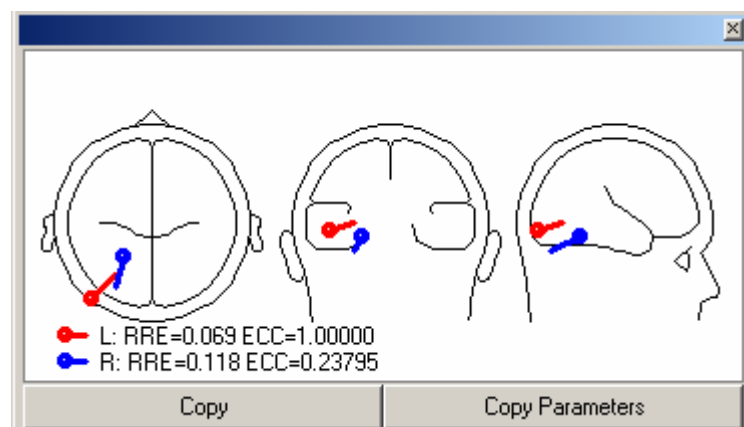 L: RRE=0.069 ECC=1.00000
R: RRE=0.118 ECC=0.23795
Copy
Copy Parameters